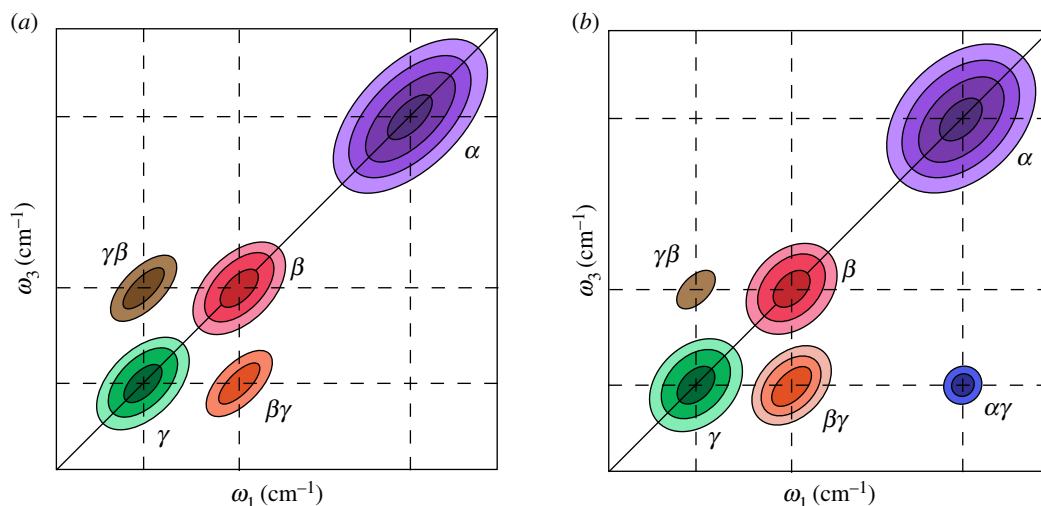 (a)
α
γβ
β
γ
βγ
ω₃ (cm⁻¹)
ω₁ (cm⁻¹)
(b)
α
γβ
β
γ
βγ
αγ
ω₃ (cm⁻¹)
ω₁ (cm⁻¹)